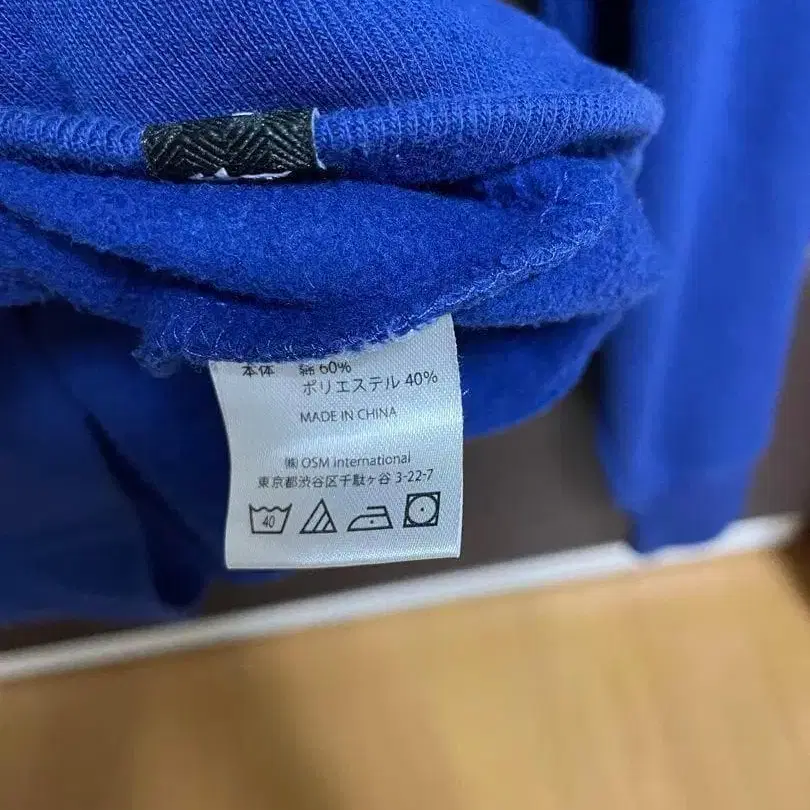 本体 綿 60%
ポリエステル 40%
MADE IN CHINA
㈱ OSM international
東京都渋谷区千駄ヶ谷 3-22-7
40